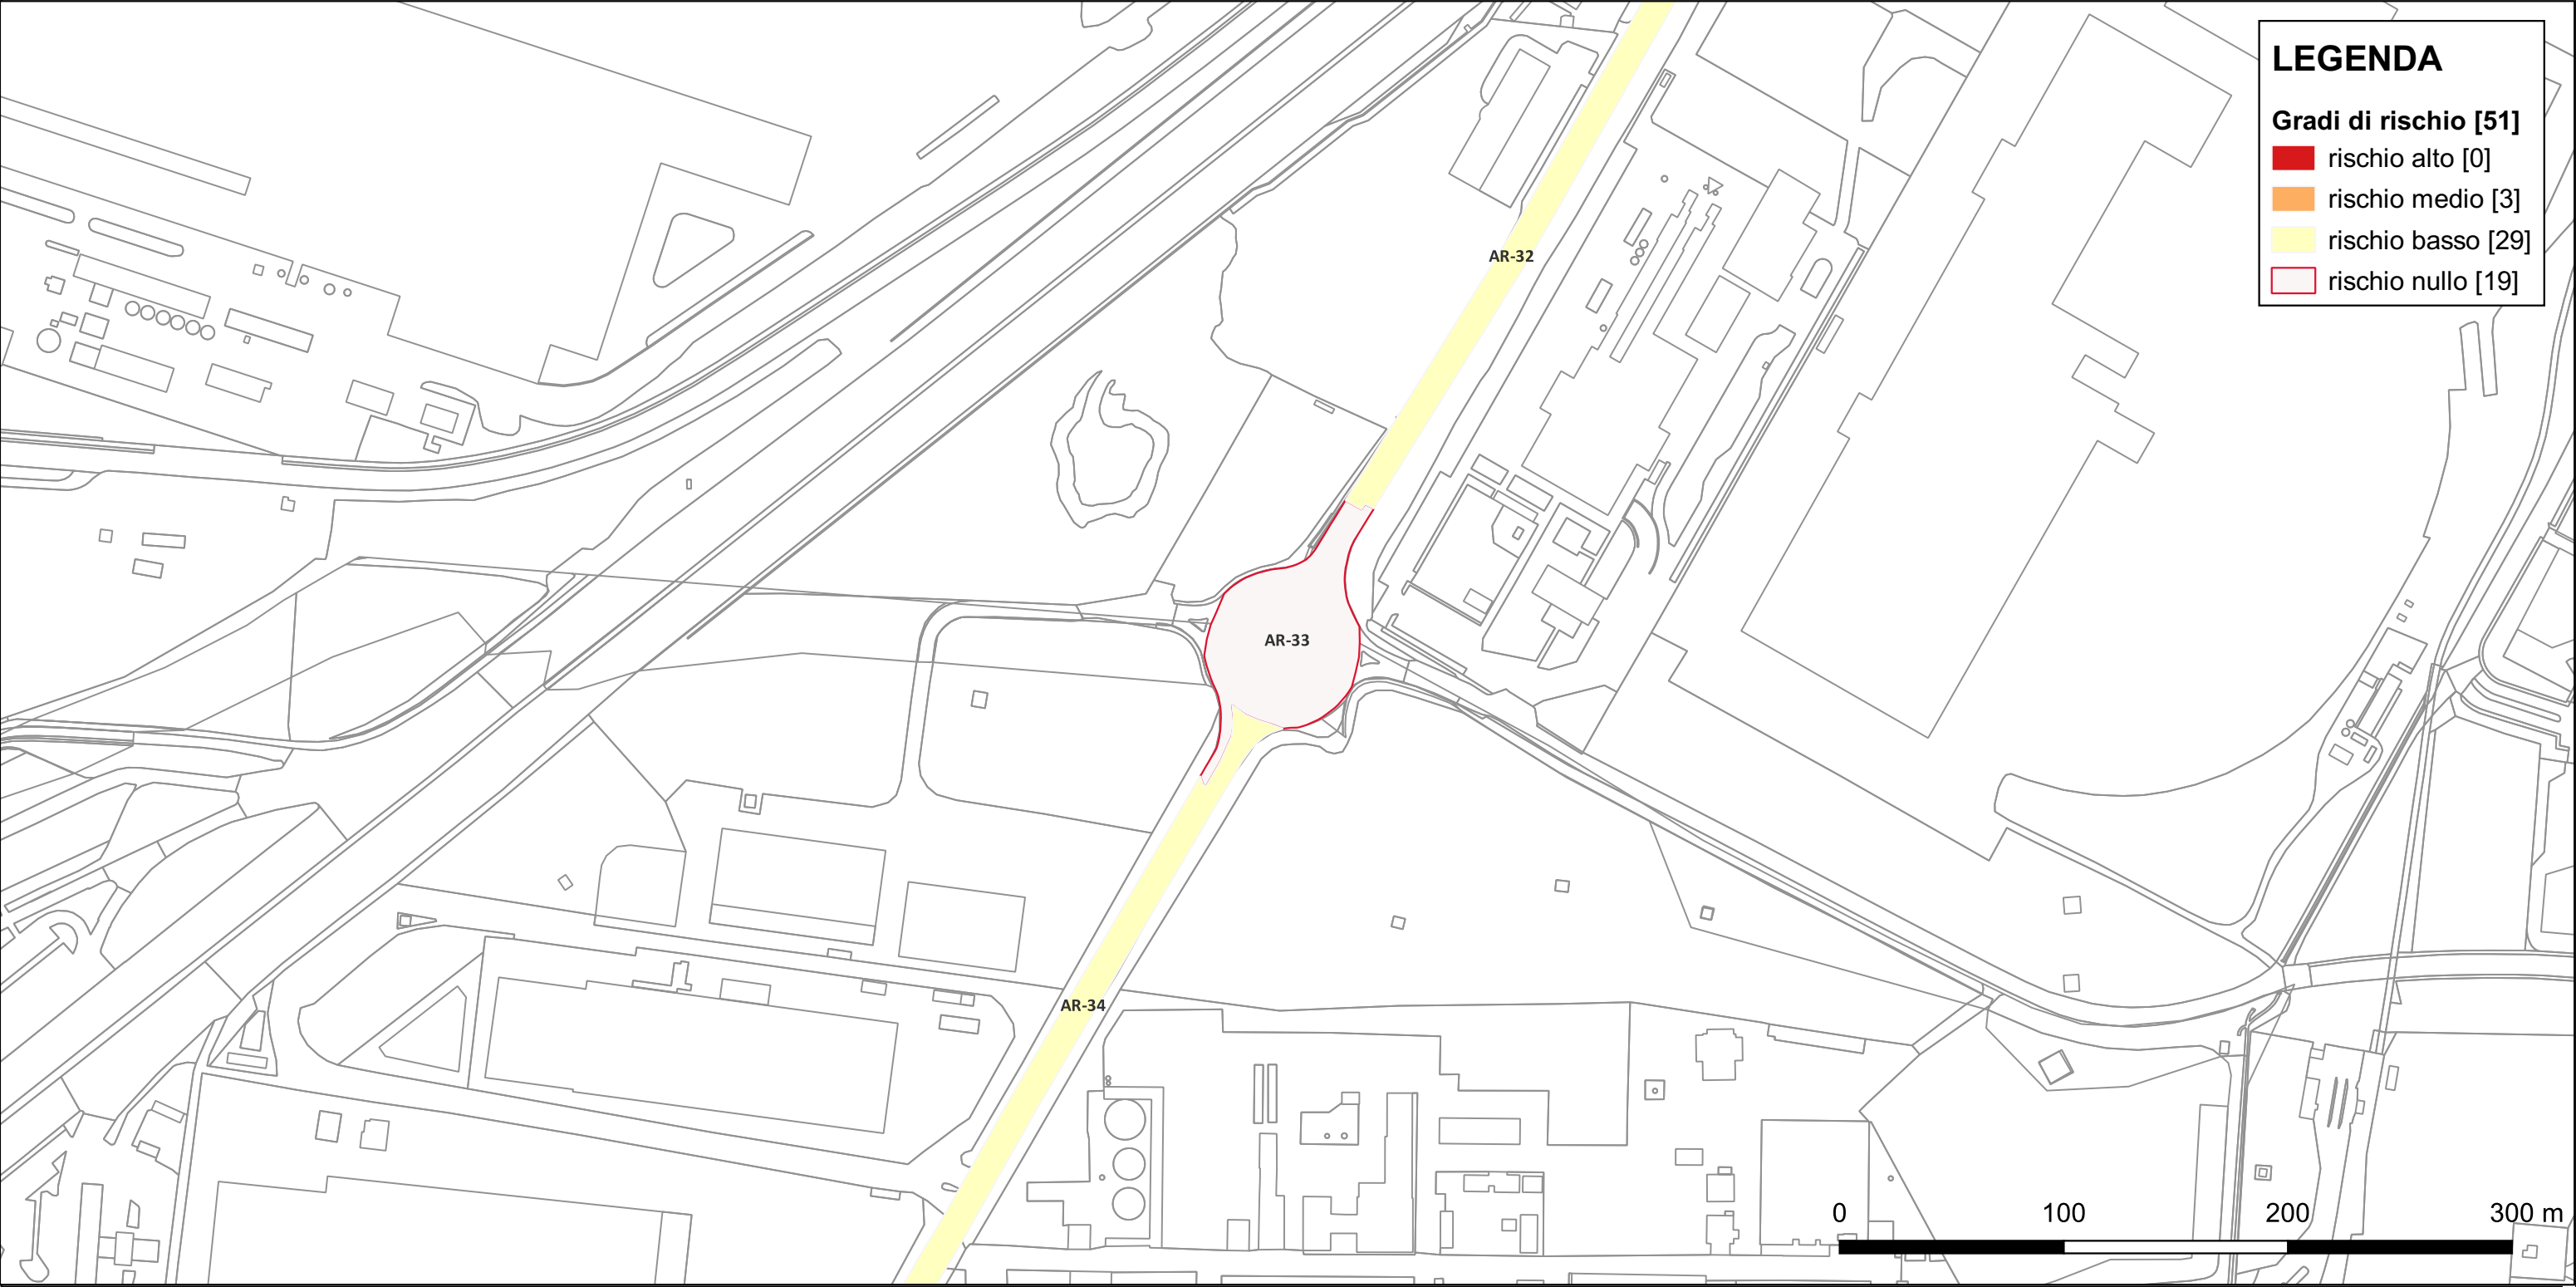 LEGENDA
Gradi di rischio [51]
rischio alto [0]
rischio medio [3]
rischio basso [29]
rischio nullo [19]
AR-32
AR-33
AR-34
0 100 200 300 m